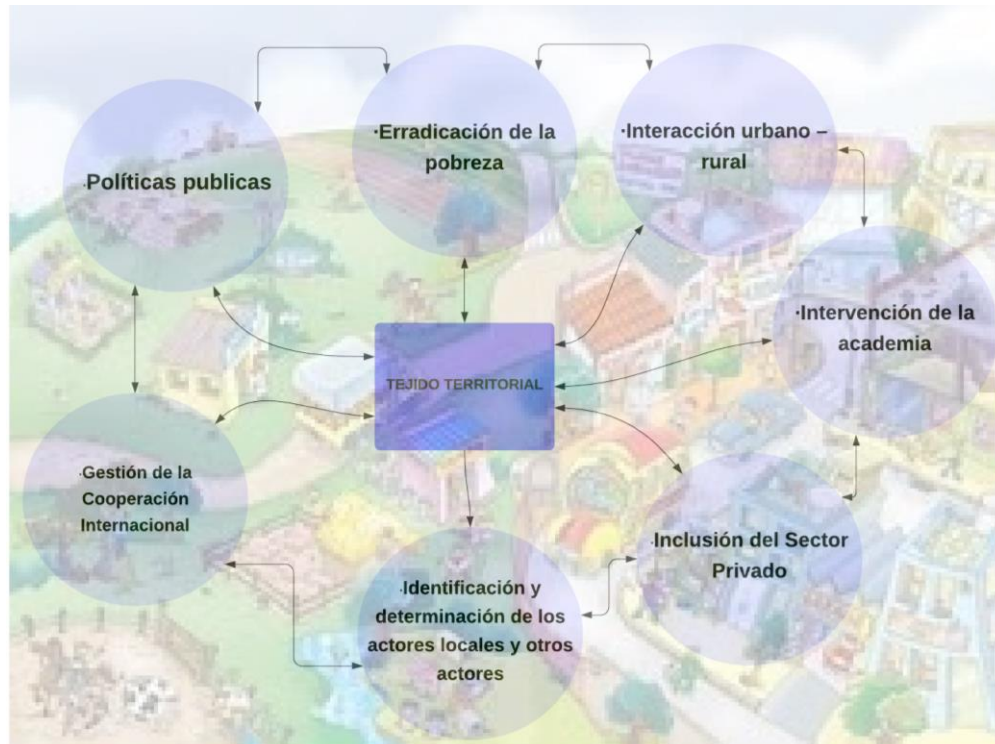 ·Políticas publicas
·Erradicación de la
pobreza
·Interacción urbano –
rural
·Intervención de la
academia
TEJIDO TERRITORIAL
·Gestión de la
Cooperación
Internacional
·Inclusión del Sector
Privado
·Identificación y
determinación de los
actores locales y otros
actores